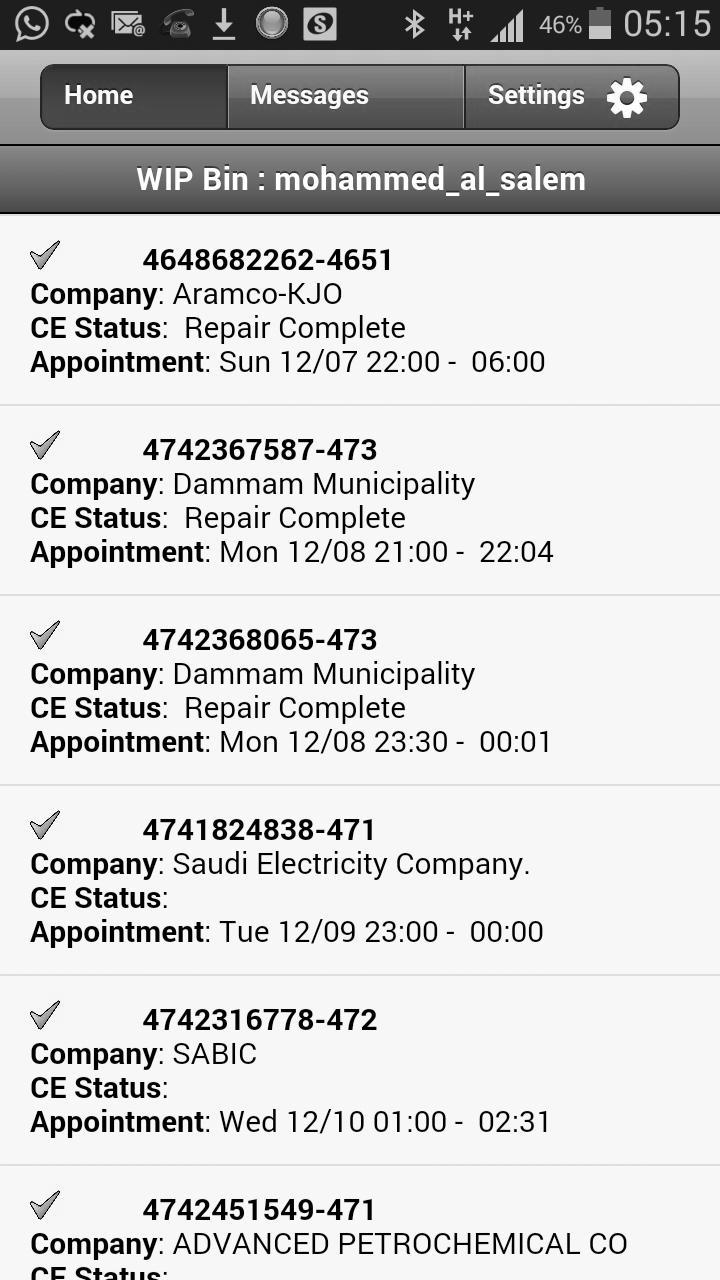 46% 05:15
Home Messages Settings
WIP Bin : mohammed_al_salem
4648682262-4651
Company: Aramco-KJO
CE Status: Repair Complete
Appointment: Sun 12/07 22:00 - 06:00
4742367587-473
Company: Dammam Municipality
CE Status: Repair Complete
Appointment: Mon 12/08 21:00 - 22:04
4742368065-473
Company: Dammam Municipality
CE Status: Repair Complete
Appointment: Mon 12/08 23:30 - 00:01
4741824838-471
Company: Saudi Electricity Company.
CE Status:
Appointment: Tue 12/09 23:00 - 00:00
4742316778-472
Company: SABIC
CE Status:
Appointment: Wed 12/10 01:00 - 02:31
4742451549-471
Company: ADVANCED PETROCHEMICAL CO
CE Status: